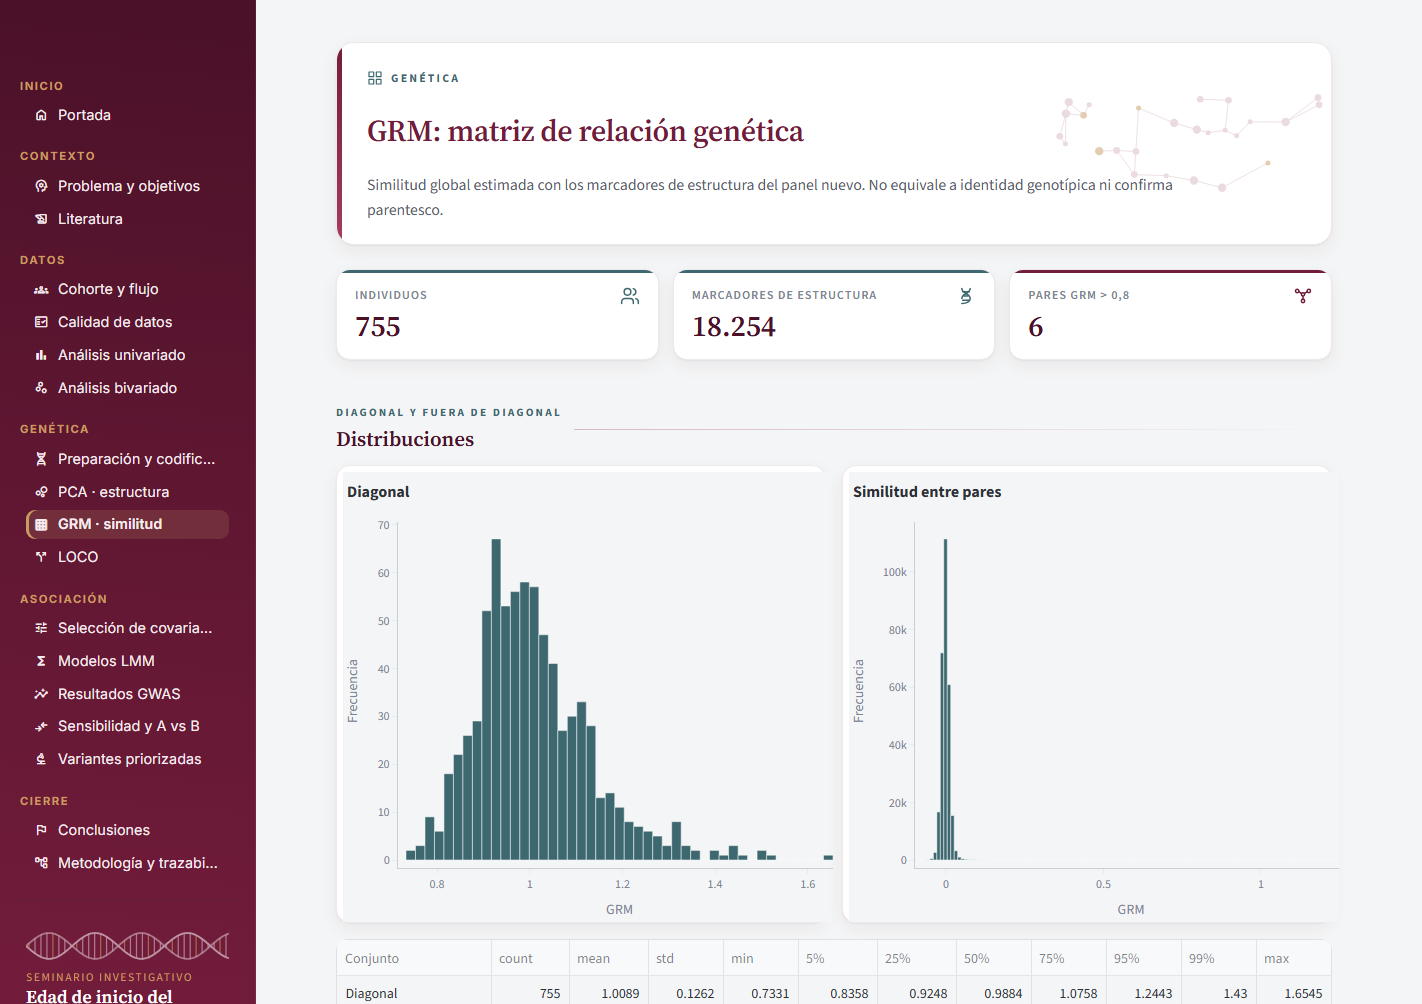 INICIO
Portada
CONTEXTO
Problema y objetivos
Literatura
DATOS
Cohorte y flujo
Calidad de datos
Análisis univariado
Análisis bivariado
GENÉTICA
Preparación y codific...
PCA · estructura
GRM · similitud
LOCO
ASOCIACIÓN
Selección de covaria...
Modelos LMM
Resultados GWAS
Sensibilidad y A vs B
Variantes priorizadas
CIERRE
Conclusiones
Metodología y trazabi...
SEMINARIO INVESTIGATIVO
Edad de inicio del
GENÉTICA
GRM: matriz de relación genética
Similitud global estimada con los marcadores de estructura del panel nuevo. No equivale a identidad genotípica ni confirma
parentesco.
INDIVIDUOS
755
MARCADORES DE ESTRUCTURA
18.254
PARES GRM > 0,8
6
DIAGONAL Y FUERA DE DIAGONAL
Distribuciones
Diagonal
70
60
50
40
30
20
10
0
Frecuencia
0.8 1 1.2 1.4 1.6
GRM
Similitud entre pares
100k
80k
60k
40k
20k
0
Frecuencia
0 0.5 1
GRM
Conjunto count mean std min 5% 25% 50% 75% 95% 99% max
Diagonal 755 1.0089 0.1262 0.7331 0.8358 0.9248 0.9884 1.0758 1.2443 1.43 1.6545